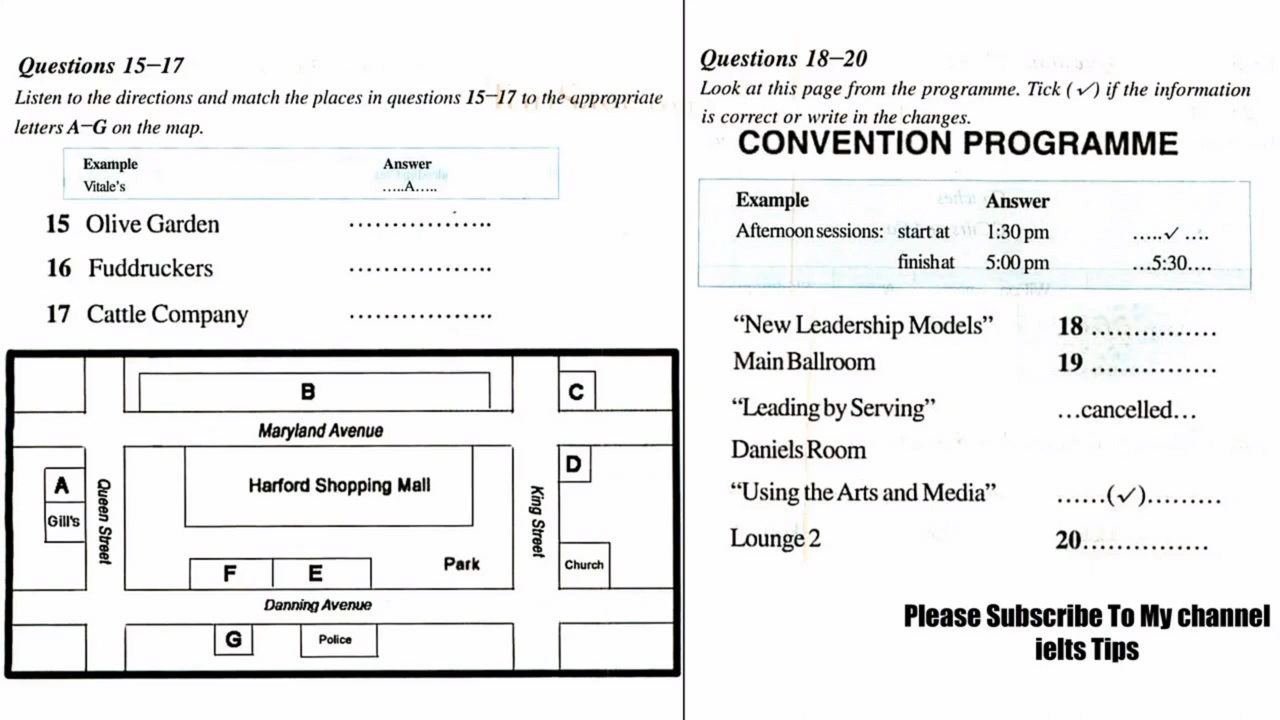 Questions 15–17
Listen to the directions and match the places in questions 15–17 to the appropriate
letters A–G on the map.
Example Answer
Vitale's .....A.....
15 Olive Garden ..................
16 Fuddruckers ..................
17 Cattle Company ..................
B
C
Maryland Avenue
A
Gill's
Queen Street
Harford Shopping Mall
King Street
D
F
E
Park
Church
Danning Avenue
G
Police
Questions 18–20
Look at this page from the programme. Tick (✓) if the information
is correct or write in the changes.
CONVENTION PROGRAMME
Example Answer
Afternoon sessions: start at 1:30 pm .....✓ ....
finish at 5:00 pm ...5:30....
“New Leadership Models” 18................
Main Ballroom 19 ................
“Leading by Serving” ...cancelled...
Daniels Room
“Using the Arts and Media” ......(✓).........
Lounge 2 20................
Please Subscribe To My channel
ielts Tips